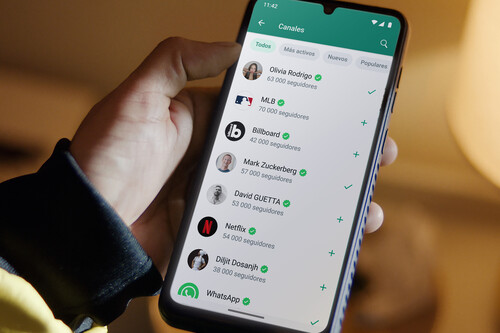 11:42
Canales
Todos
Más activos
Nuevos
Populares
Olivia Rodrigo
63 000 seguidores
MLB
70 000 seguidores
Billboard
42 000 seguidores
Mark Zuckerberg
57 000 seguidores
David GUETTA
53 000 seguidores
Netflix
54 000 seguidores
Diljit Dosanjh
38 000 seguidores
WhatsApp